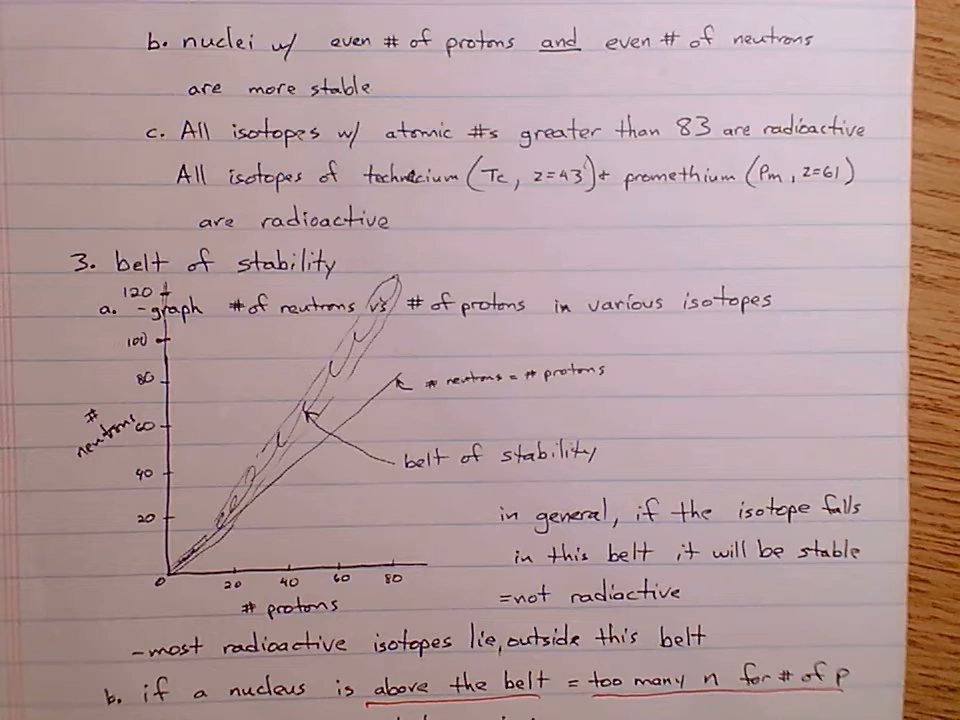 b. nuclei w/ even # of protons and even # of neutrons
are more stable
c. All isotopes w/ atomic #s greater than 83 are radioactive
All isotopes of technecium (Tc, z=43) + promethium (Pm, z=61)
are radioactive
3. belt of stability
a. - graph # of neutrons vs # of protons in various isotopes
120
100
80
60
40
20
0
# neutrons
# neutrons = # protons
belt of stability
20 40 60 80
# protons
in general, if the isotope falls
in this belt it will be stable
=not radiactive
-most radioactive isotopes lie, outside this belt
b. if a nucleus is above the belt = too many n for # of p